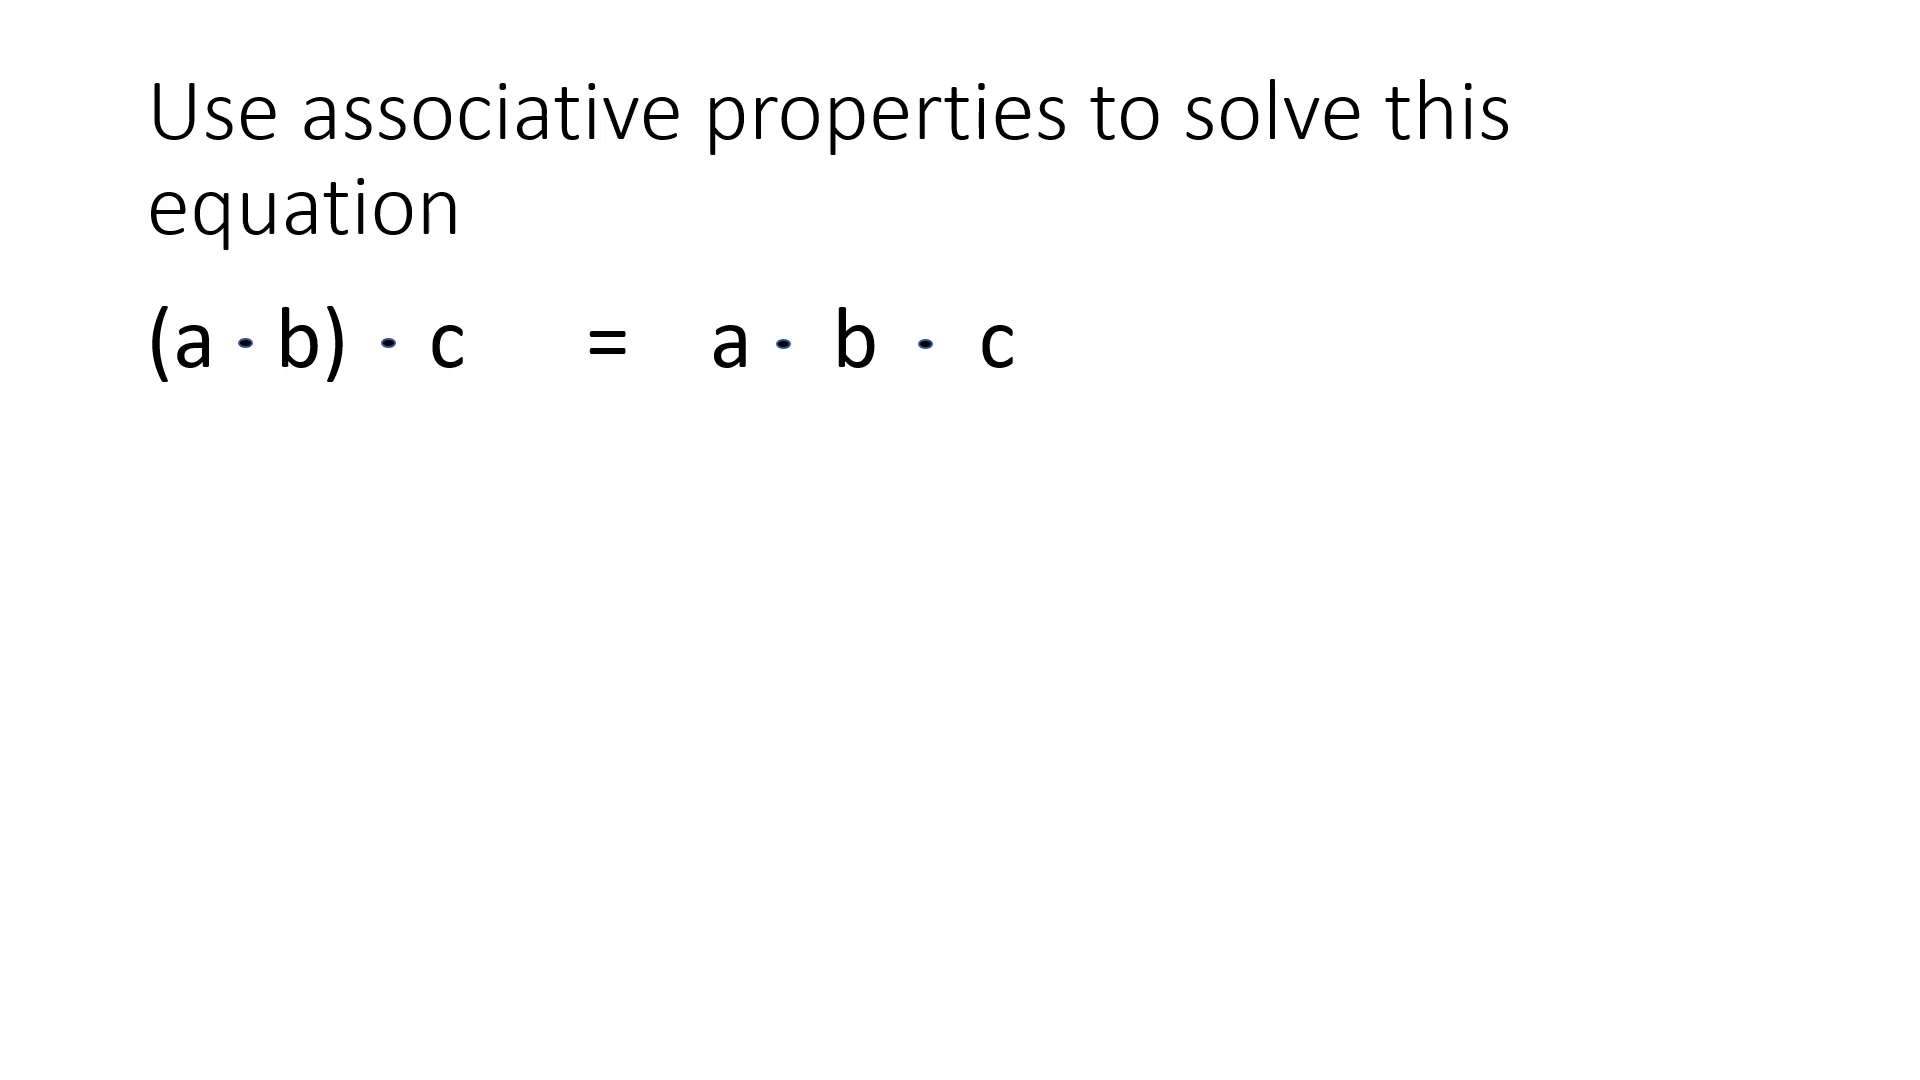 Use associative properties to solve this
equation
(a · b) · c = a · b · c